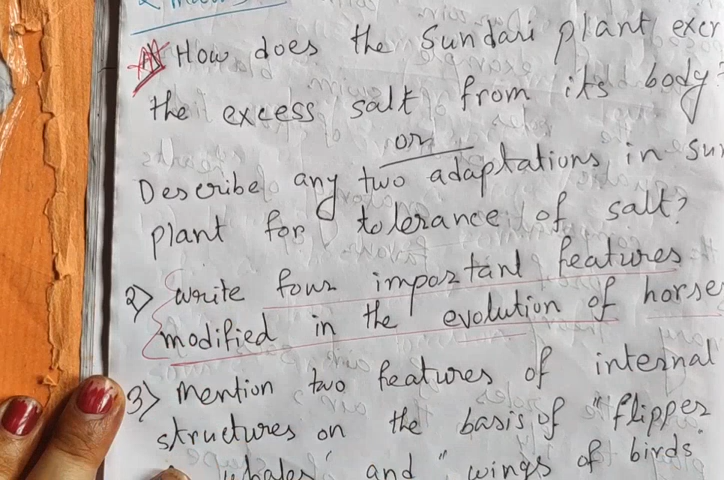 How does the Sundari plant excr
the excess salt from its body?
or
Describe any two adaptations in Sun
plant for tolerance of salt?
2) write four important features
modified in the evolution of horse
3) Mention two features of internal
structures on the basis of "flipper
whales" and "wings of birds"